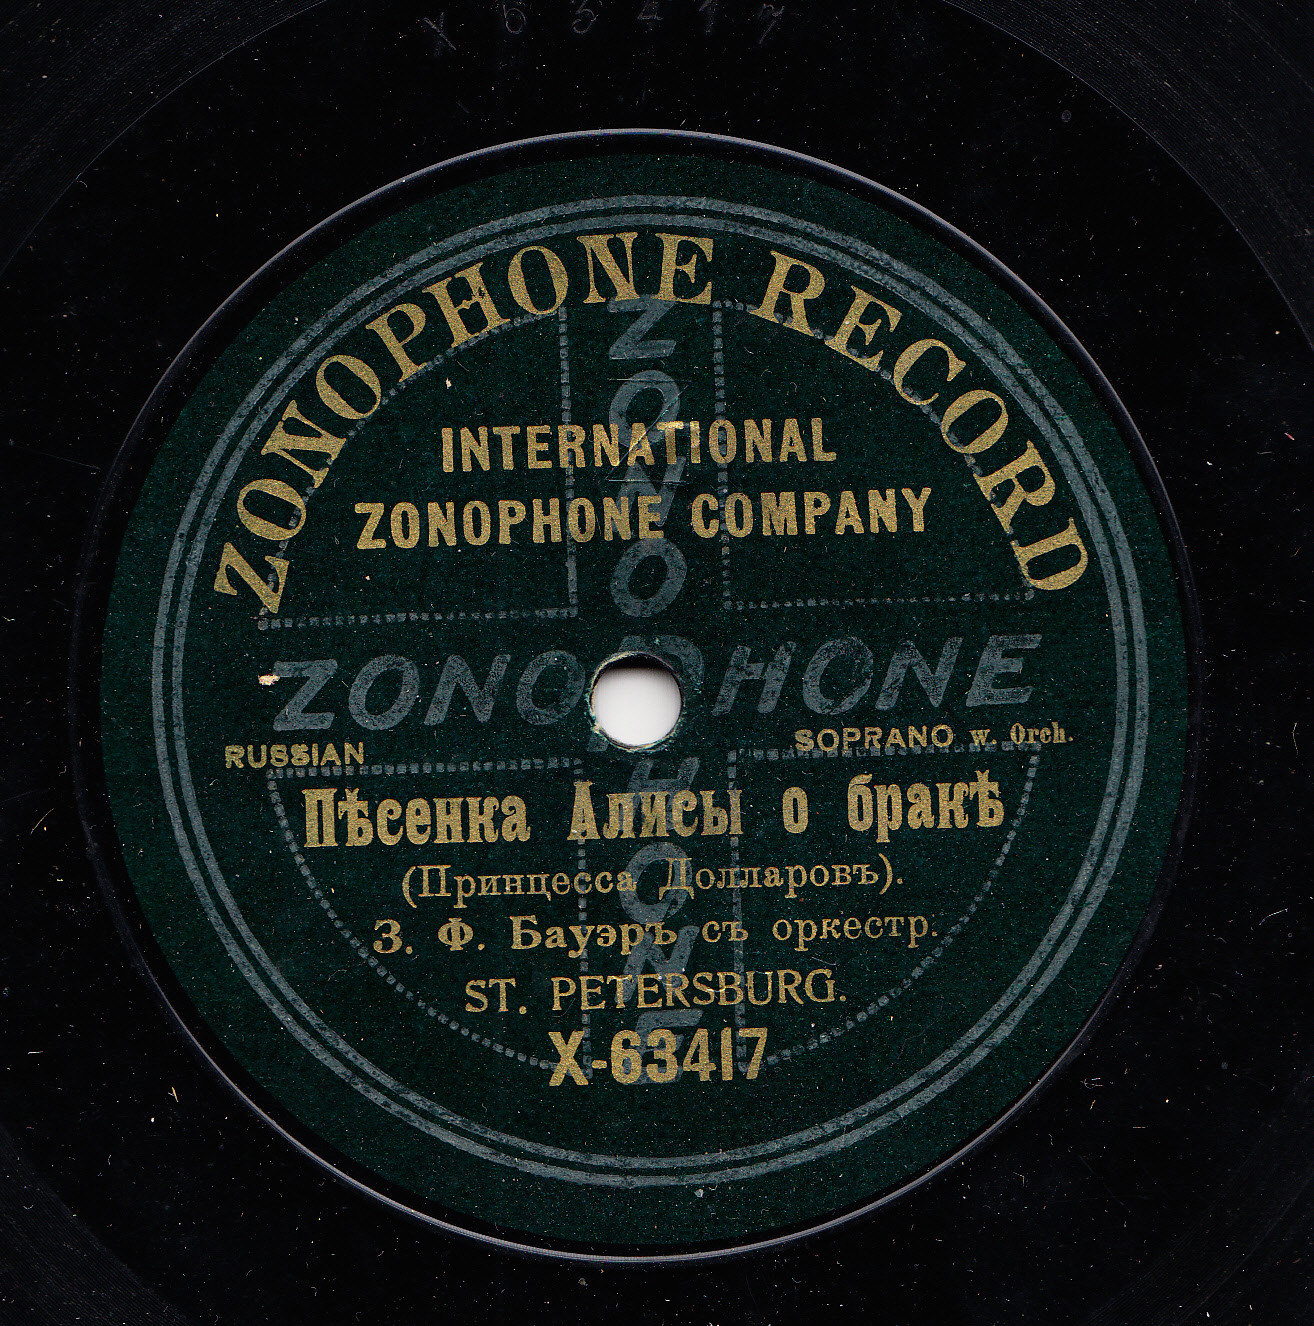 X 63417
ZONOPHONE RECORD
INTERNATIONAL
ZONOPHONE COMPANY
ZONOPHONE
ZONOPHONE
RUSSIAN
SOPRANO w. Orch.
Пѣсенка Алисы о бракѣ
(Принцесса Долларовъ).
З. Ф. Бауэръ съ оркестр.
ST. PETERSBURG.
X-63417